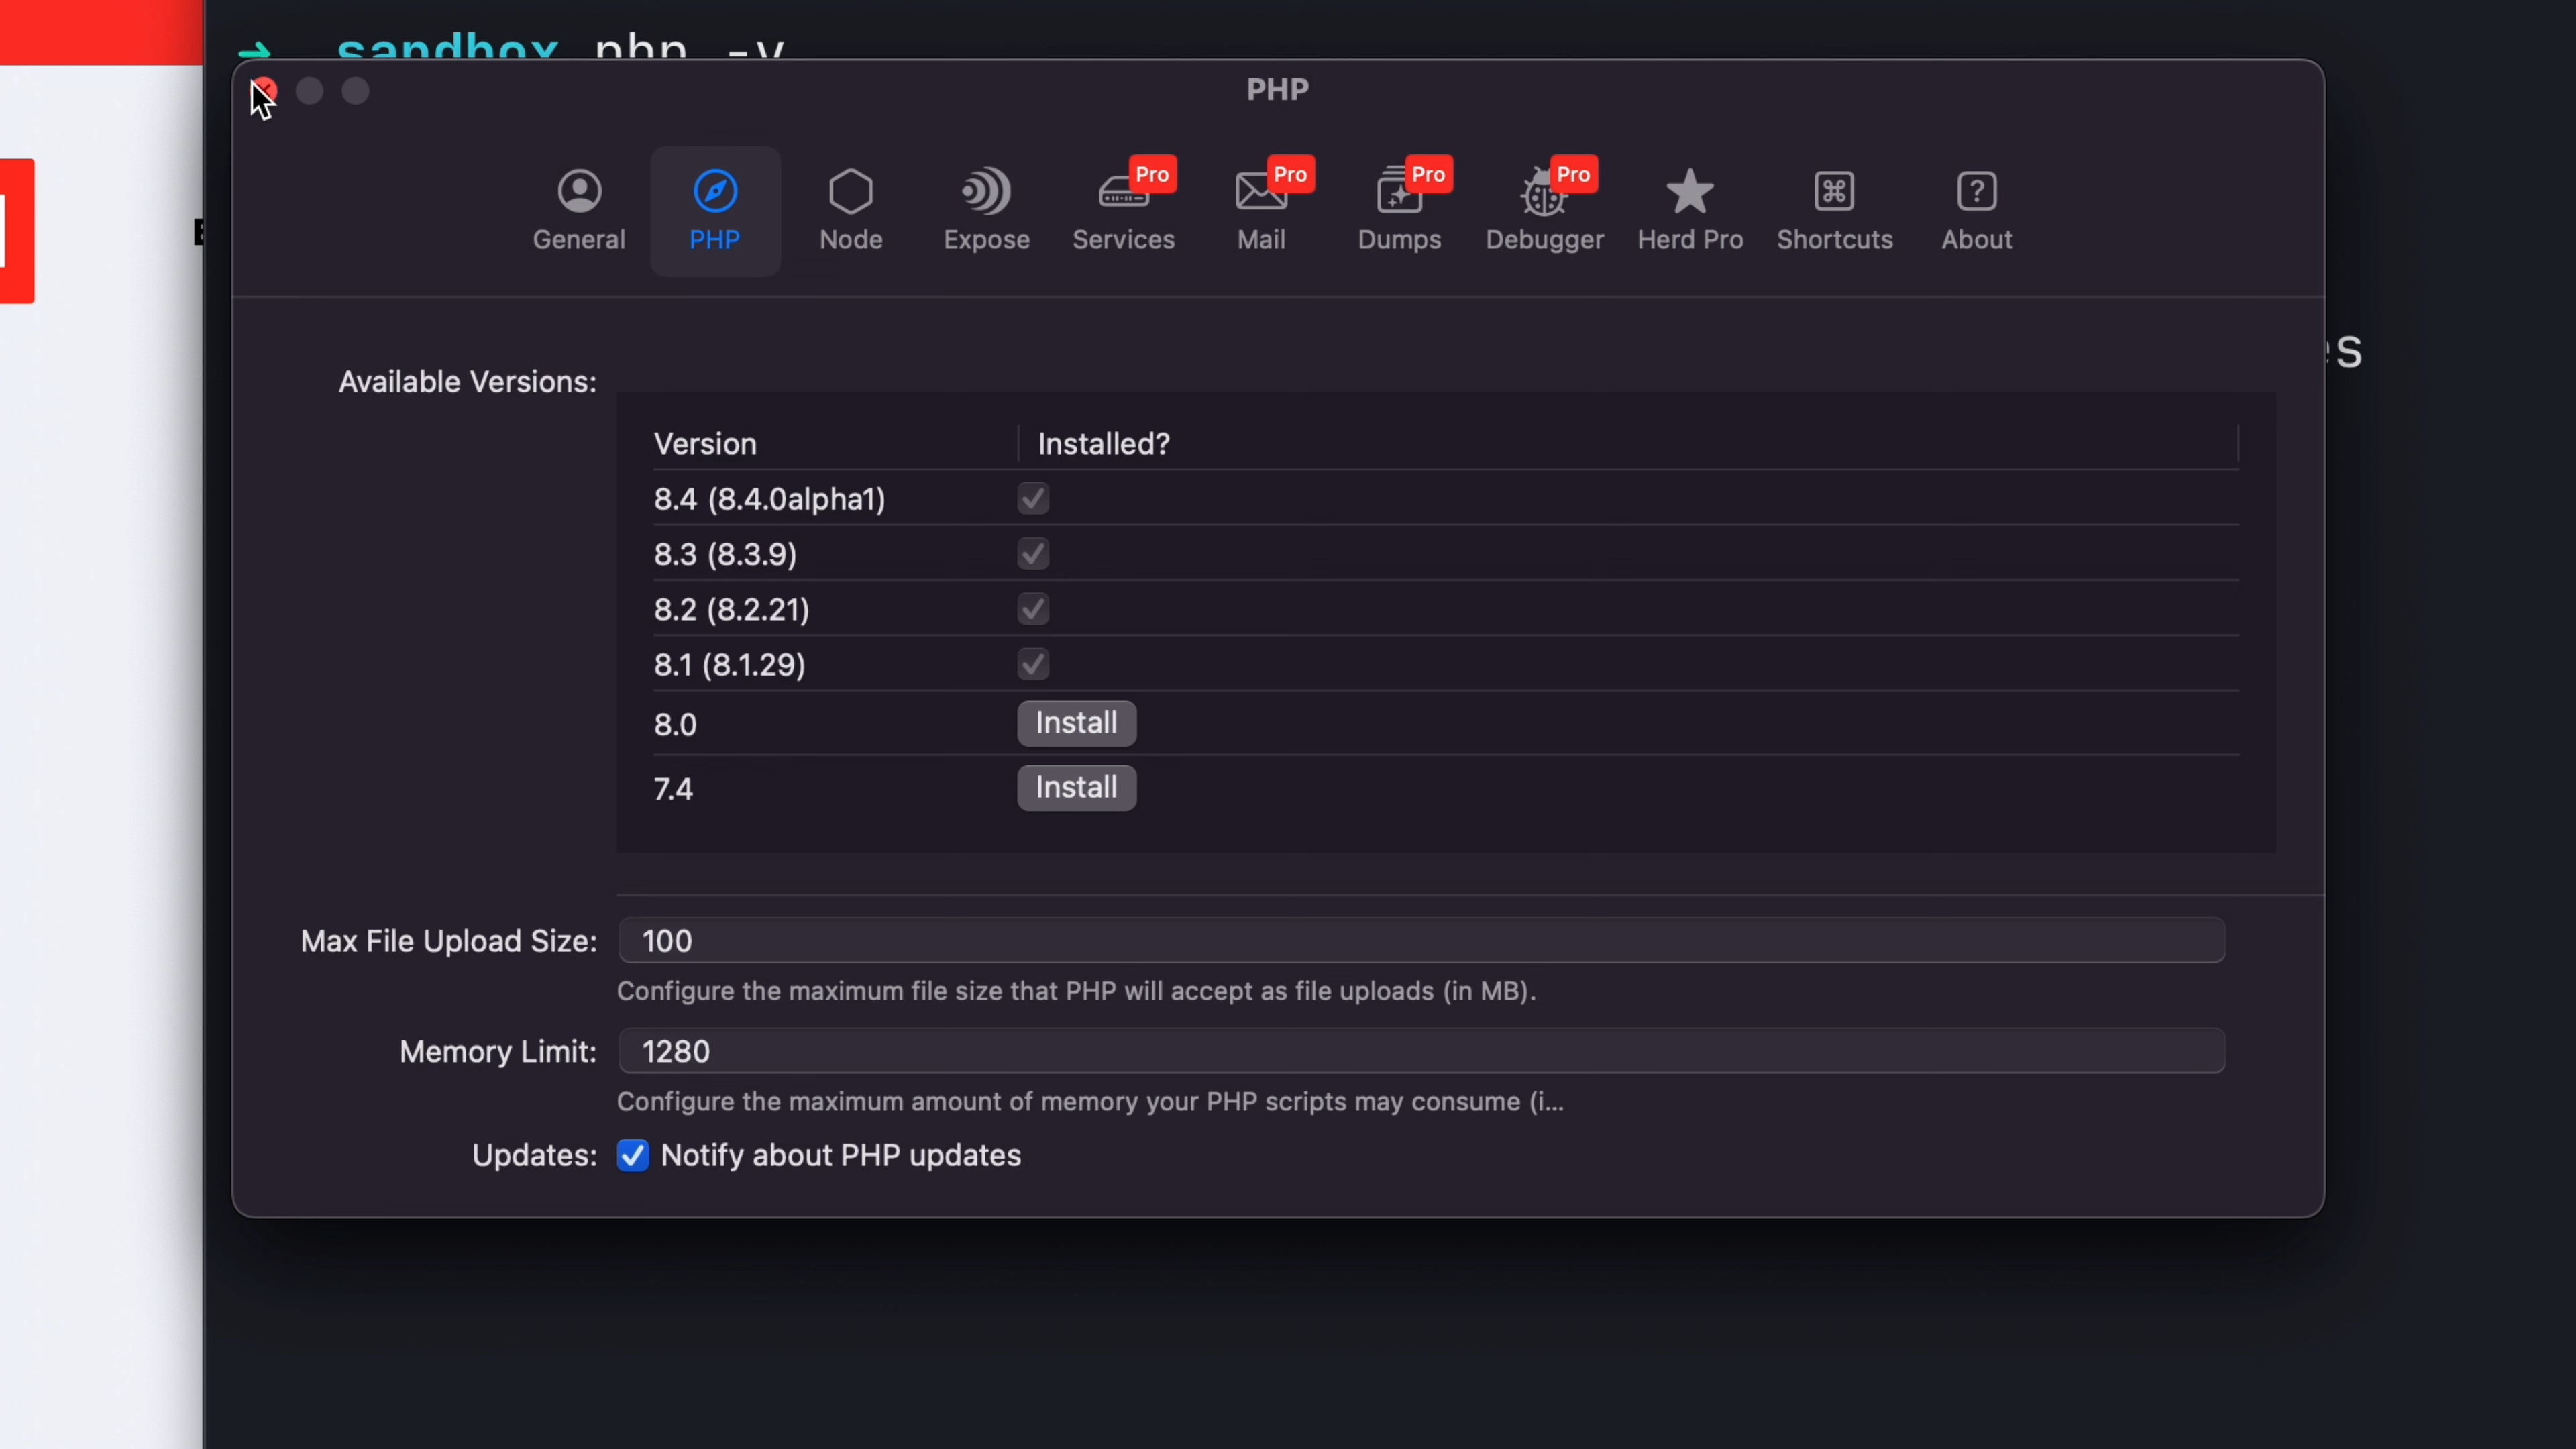 sandbox php -v
PHP
General
PHP
Node
Expose
Pro
Services
Pro
Mail
Pro
Dumps
Pro
Debugger
Herd Pro
Shortcuts
About
Available Versions:
Version Installed?
8.4 (8.4.0alpha1)
8.3 (8.3.9)
8.2 (8.2.21)
8.1 (8.1.29)
8.0 Install
7.4 Install
Max File Upload Size: 100
Configure the maximum file size that PHP will accept as file uploads (in MB).
Memory Limit: 1280
Configure the maximum amount of memory your PHP scripts may consume (i...
Updates: Notify about PHP updates